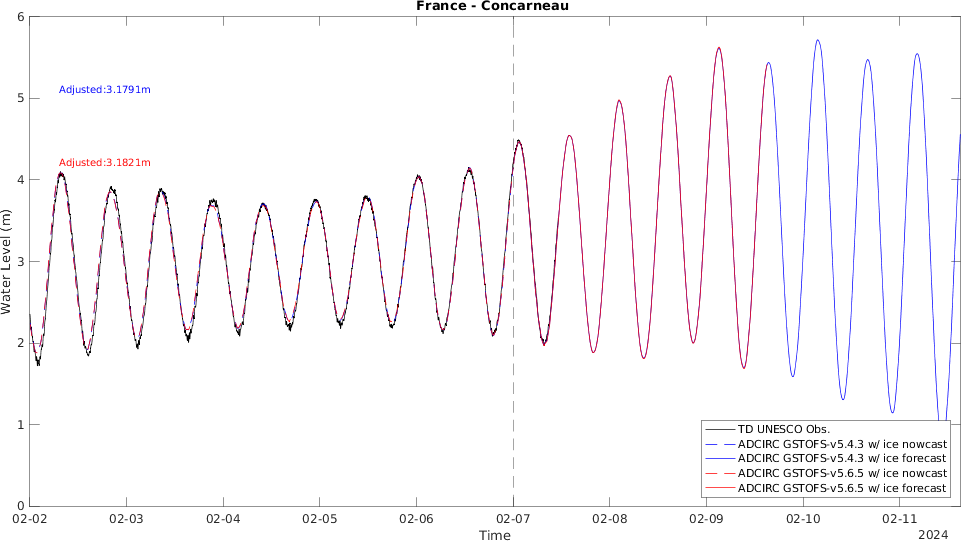 France - Concarneau
6
5
4
3
2
1
0
Water Level (m)
Adjusted:3.1791m
Adjusted:3.1821m
TD UNESCO Obs.
ADCIRC GSTOFS-v5.4.3 w/ ice nowcast
ADCIRC GSTOFS-v5.4.3 w/ ice forecast
ADCIRC GSTOFS-v5.6.5 w/ ice nowcast
ADCIRC GSTOFS-v5.6.5 w/ ice forecast
02-02 02-03 02-04 02-05 02-06 02-07 02-08 02-09 02-10 02-11
Time
2024